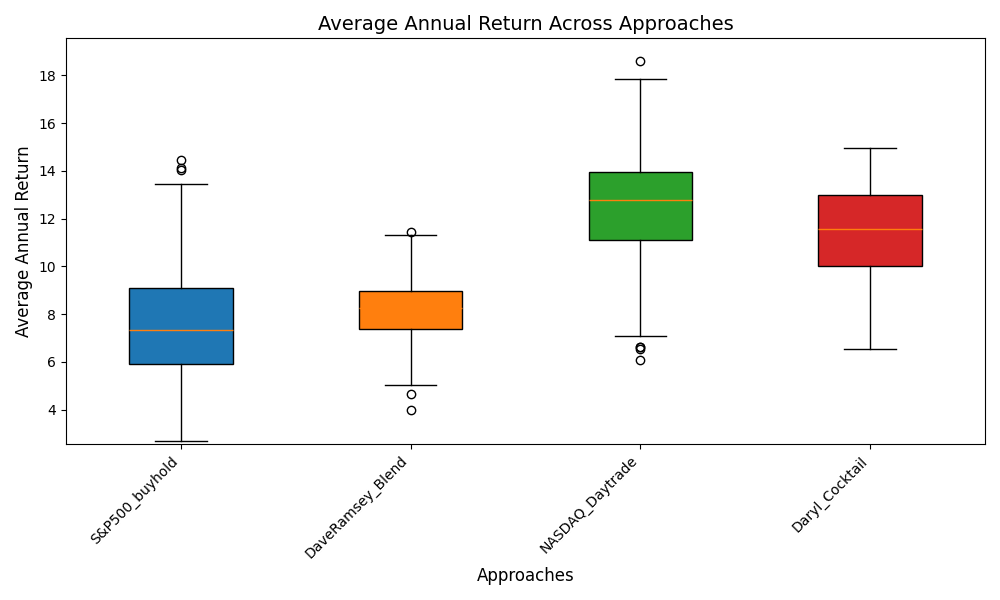 Average Annual Return Across Approaches
Average Annual Return
18
16
14
12
10
8
6
4
S&P500_buyhold
DaveRamsey_Blend
NASDAQ_Daytrade
Daryl_Cocktail
Approaches